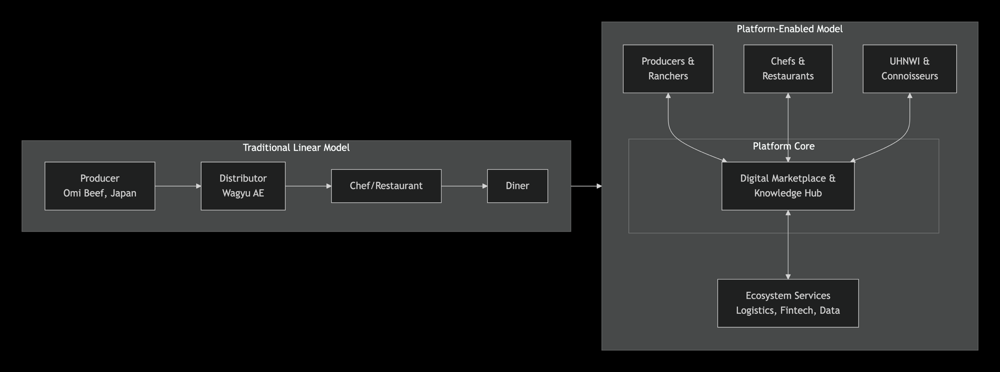 Traditional Linear Model
Producer
Omi Beef, Japan
Distributor
Wagyu AE
Chef/Restaurant
Diner
Platform-Enabled Model
Producers &
Ranchers
Chefs &
Restaurants
UHNWI &
Connoisseurs
Platform Core
Digital Marketplace &
Knowledge Hub
Ecosystem Services
Logistics, Fintech, Data